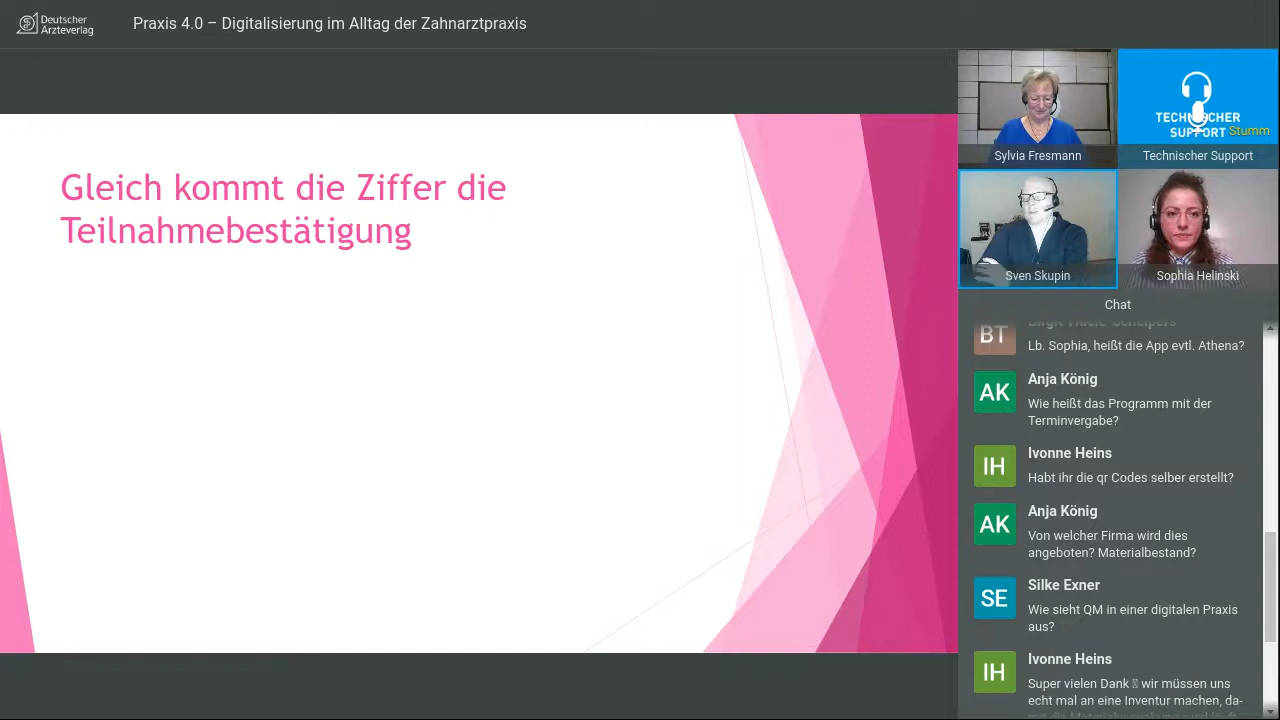 Deutscher
Ärzteverlag
Praxis 4.0 – Digitalisierung im Alltag der Zahnarztpraxis
Gleich kommt die Ziffer die
Teilnahmebestätigung
Sylvia Fresmann
TECHNISCHER
SUPPORT
Stumm
Technischer Support
Sven Skupin
Sophia Helinski
Chat
BT
Lb. Sophia, heißt die App evtl. Athena?
AK
Anja König
Wie heißt das Programm mit der
Terminvergabe?
IH
Ivonne Heins
Habt ihr die qr Codes selber erstellt?
AK
Anja König
Von welcher Firma wird dies
angeboten? Materialbestand?
SE
Silke Exner
Wie sieht QM in einer digitalen Praxis
aus?
IH
Ivonne Heins
Super vielen Dank wir müssen uns
echt mal an eine Inventur machen, da-